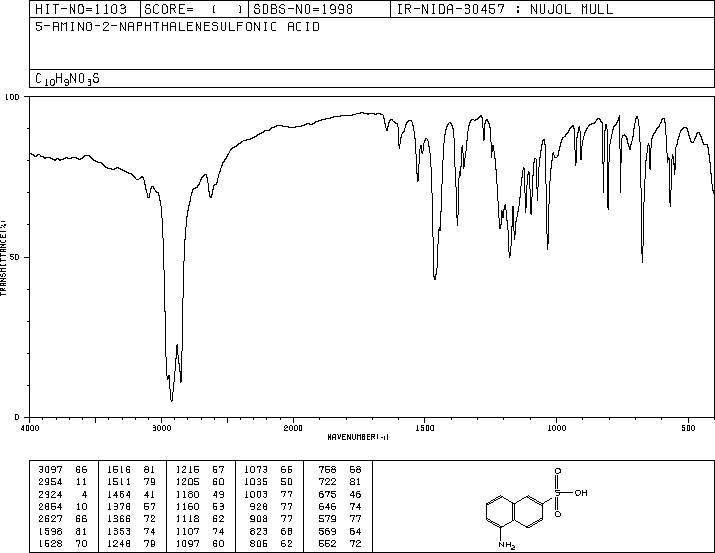 HIT-NO=1103 SCORE= ( ) SDBS-NO=1998 IR-NIDA-30457 : NUJOL MULL
5-AMINO-2-NAPHTHALENESULFONIC ACID
C10H9NO3S
100
50
0
TRANSMITTANCE(%)
4000 3000 2000 1500 1000 500
WAVENUMBER(-1)
3097 66 1516 81 1215 57 1073 66 758 68
2954 11 1511 79 1205 60 1035 50 722 81
2924 4 1464 41 1180 49 1003 77 675 46
2854 10 1378 57 1160 53 928 77 646 74
2627 66 1366 72 1118 62 908 77 579 77
1598 81 1353 74 1107 74 823 68 569 64
1528 70 1248 79 1097 60 806 62 552 72
O
S OH
O
NH2